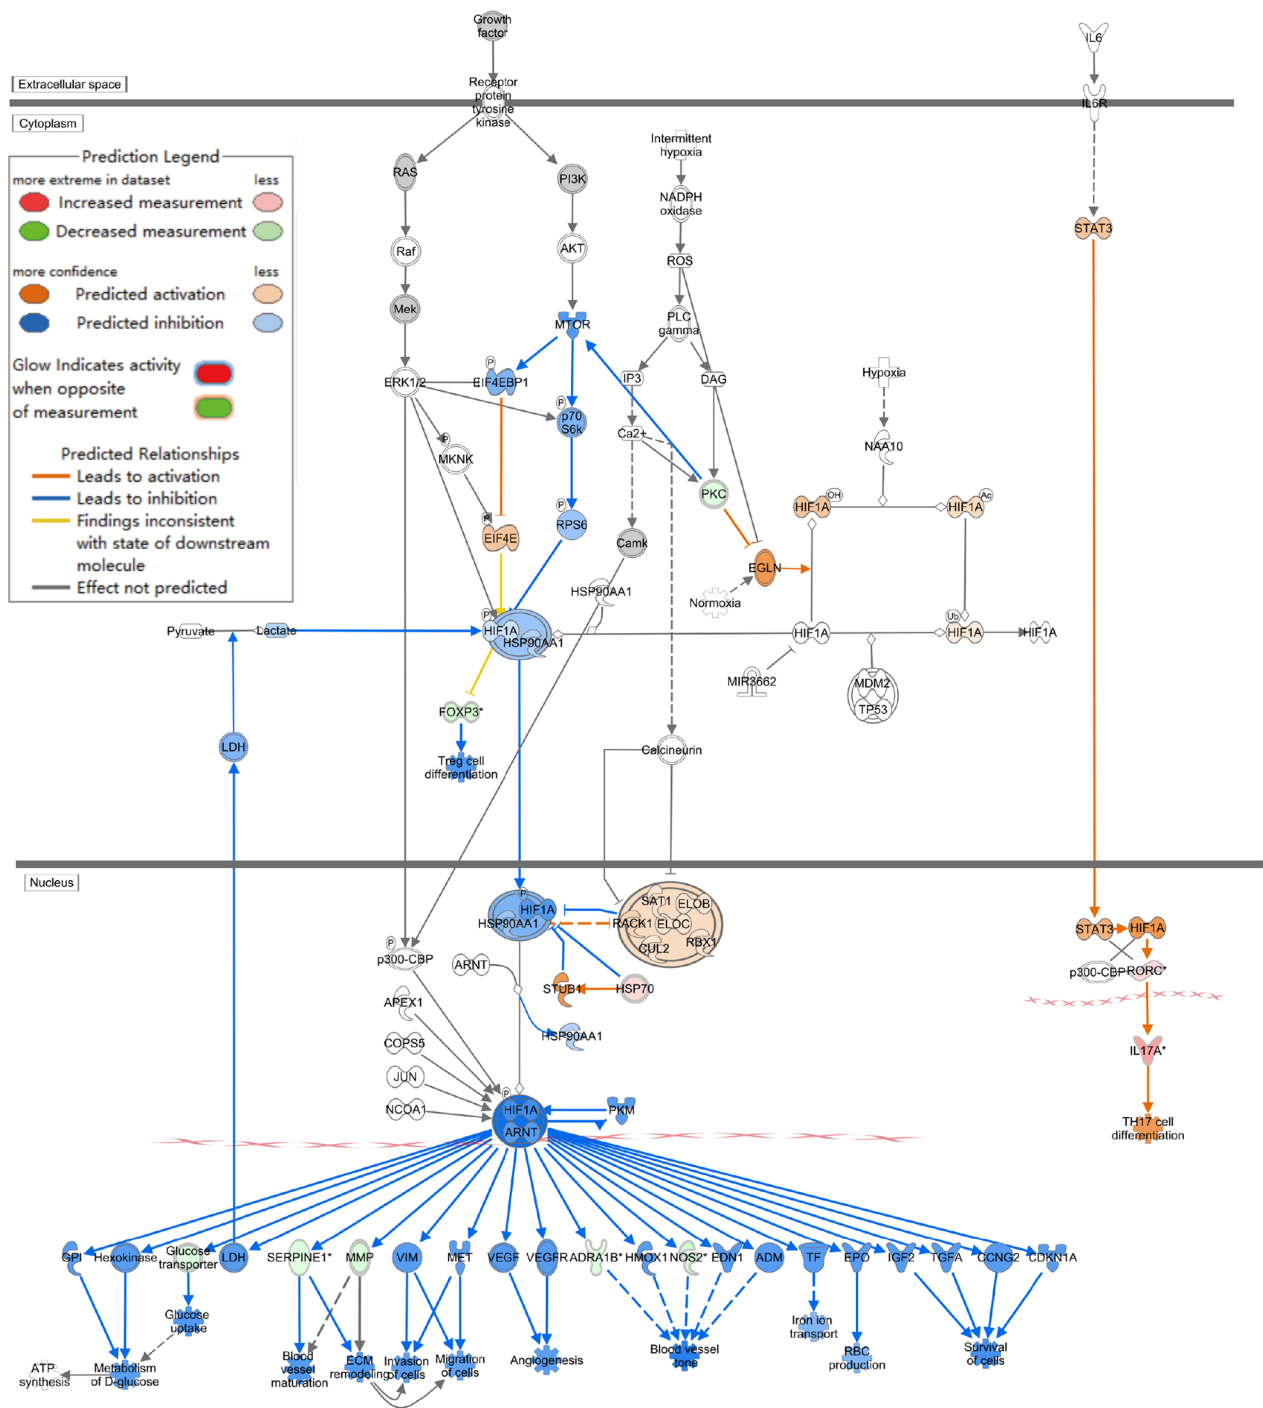 Growth
factor
IL6
Extracellular space
Receptor
protein
tyrosine
kinase
IL6R
Cytoplasm
Prediction Legend
more extreme in dataset
less
Increased measurement
Decreased measurement
more confidence
less
Predicted activation
Predicted inhibition
Glow Indicates activity
when opposite
of measurement
Predicted Relationships
Leads to activation
Leads to inhibition
Findings inconsistent
with state of downstream
molecule
Effect not predicted
Intermittent
hypoxia
RAS
PI3K
NADPH
oxidase
STAT3
Raf
AKT
ROS
Mek
MTOR
PLC
gamma
P
ERK1/2
EIF4EBP1
IP3
DAG
Hypoxia
P
p70
S6k
Ca2+
P
MKNK
NAA10
PKC
OH
HIF1A
Ac
HIF1A
P
RPS6
P
EIF4E
Camk
EGLN
HSP90AA1
Normoxia
Pyruvate
Lactate
P
HIF1A
HSP90AA1
HIF1A
Ub
HIF1A
HIF1A
MIR3662
MDM2
TP53
FOXP3*
LDH
Treg cell
differentiation
Calcineurin
Nucleus
P
HIF1A
HSP90AA1
SAT1
ELOB
RACK1
ELOC
CUL2
RBX1
STAT3
HIF1A
P
p300-CBP
ARNT
STUB1
HSP70
p300-CBP
RORC*
APEX1
HSP90AA1
COPS5
IL17A*
JUN
P
NCOA1
HIF1A
ARNT
PKM
TH17 cell
differentiation
GPI
Hexokinase
Glucose
transporter
LDH
SERPINE1*
MMP
VIM
MET
VEGF
VEGFR
ADRA1B*
HMOX1
NOS2*
EDN1
ADM
TF
EPO
IGF2
TGFA
CCNG2
CDKN1A
Glucose
uptake
Iron ion
transport
ATP
synthesis
Metabolism
of D-glucose
Blood
vessel
maturation
ECM
remodeling
Invasion
of cells
Migration
of cells
Angiogenesis
Blood vessel
tone
RBC
production
Survival
of cells